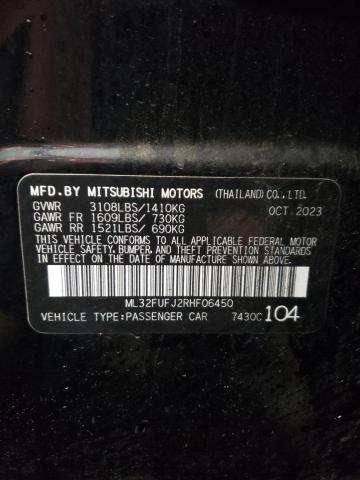 MFD.BY MITSUBISHI MOTORS (THAILAND)CO.,LTD.
GVWR 3108LBS/1410KG OCT.2023
GAWR FR 1609LBS/ 730KG
GAWR RR 1521LBS/ 690KG
THIS VEHICLE CONFORMS TO ALL APPLICABLE FEDERAL MOTOR
VEHICLE SAFETY, BUMPER AND THEFT PREVENTION STANDARDS
IN EFFECT ON THE DATE OF MANUFACTURE SHOWN ABOVE.
ML32FUFJ2RHF06450
VEHICLE TYPE:PASSENGER CAR 7430C 104